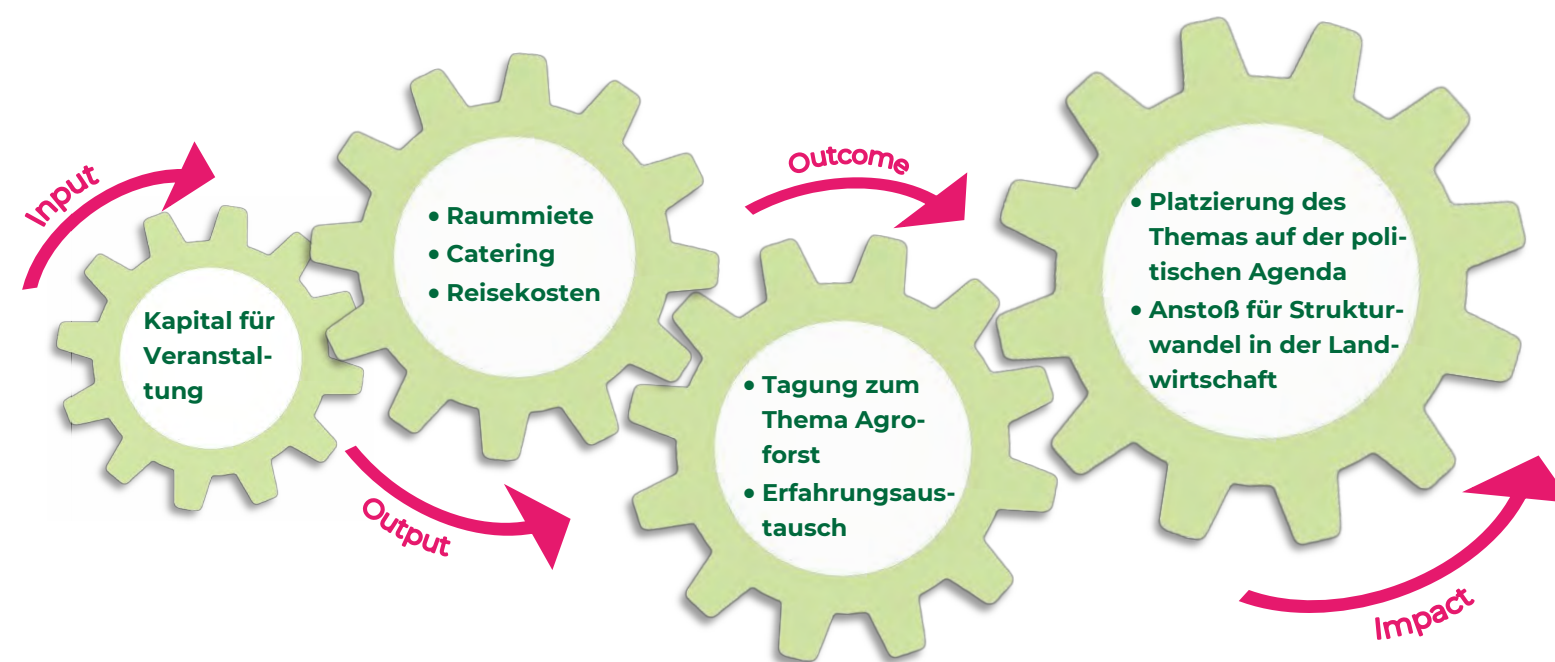 Input
Kapital für
Veranstal-
tung
• Raummiete
• Catering
• Reisekosten
Output
• Tagung zum
Thema Agro-
forst
• Erfahrungsaus-
tausch
Outcome
• Platzierung des
Themas auf der poli-
tischen Agenda
• Anstoß für Struktur-
wandel in der Land-
wirtschaft
Impact